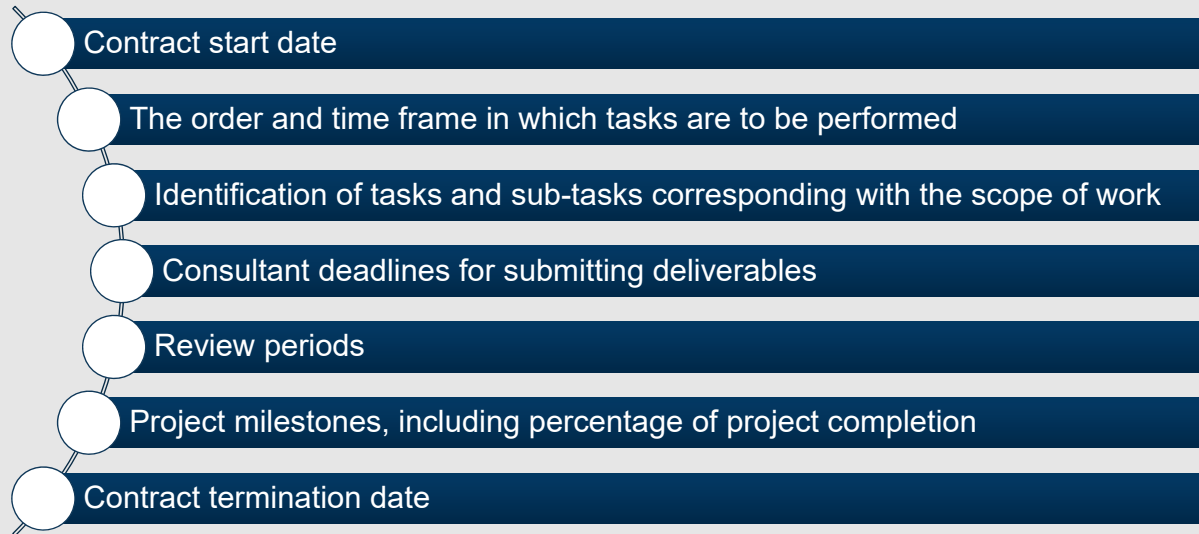 Contract start date
The order and time frame in which tasks are to be performed
Identification of tasks and sub-tasks corresponding with the scope of work
Consultant deadlines for submitting deliverables
Review periods
Project milestones, including percentage of project completion
Contract termination date